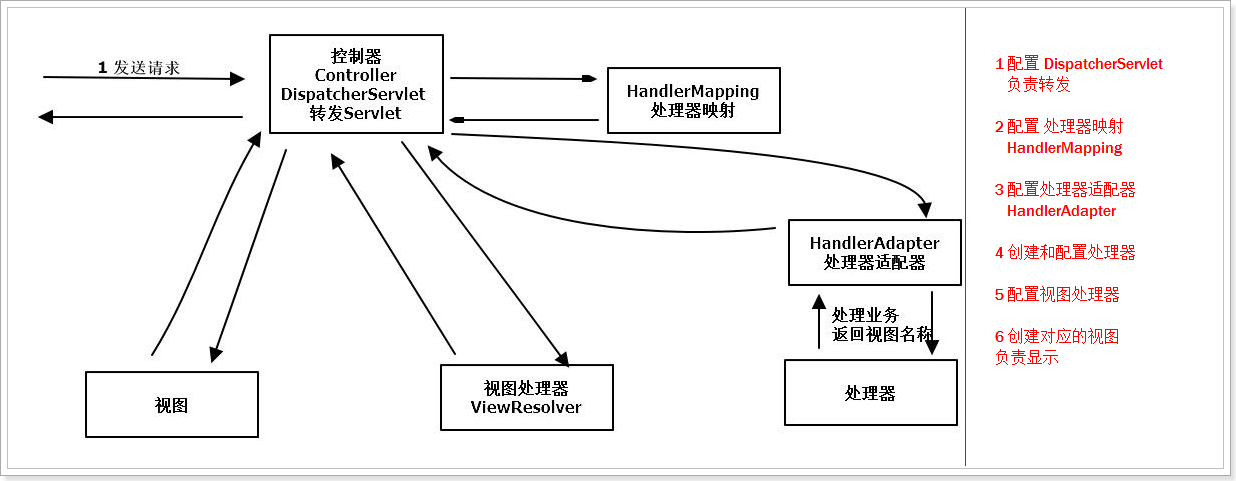 1 发送请求
控制器
Controller
DispatcherServlet
转发Servlet
HandlerMapping
处理器映射
HandlerAdapter
处理器适配器
处理业务
返回视图名称
处理器
视图处理器
ViewResolver
视图
1 配置 DispatcherServlet
负责转发
2 配置 处理器映射
HandlerMapping
3 配置处理器适配器
HandlerAdapter
4 创建和配置处理器
5 配置视图处理器
6 创建对应的视图
负责显示